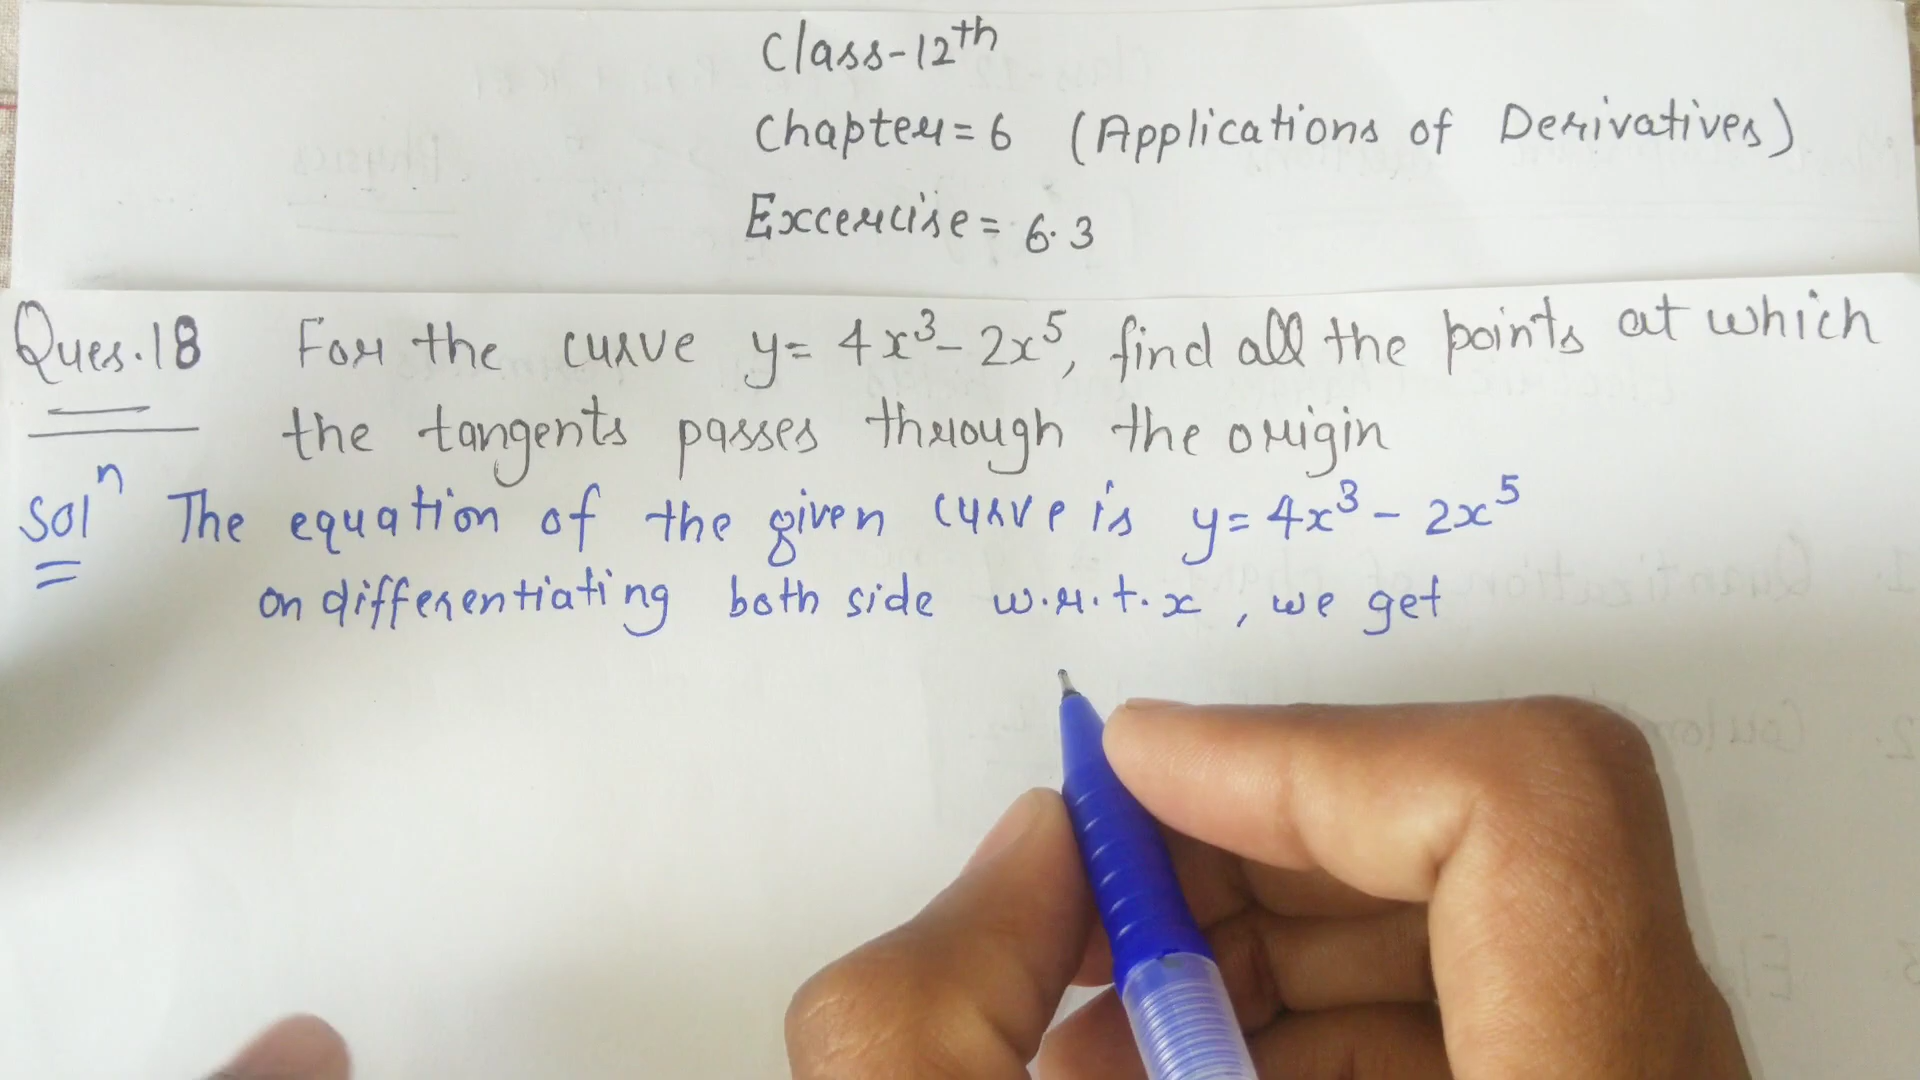 Class-12th
Chapter=6 (Applications of Derivatives)
Excercise= 6.3
Ques.18 For the curve y= 4x³- 2x⁵, find all the points at which
the tangents passes through the origin
Solⁿ The equation of the given curve is y= 4x³- 2x⁵
on differentiating both side w.r.t.x, we get